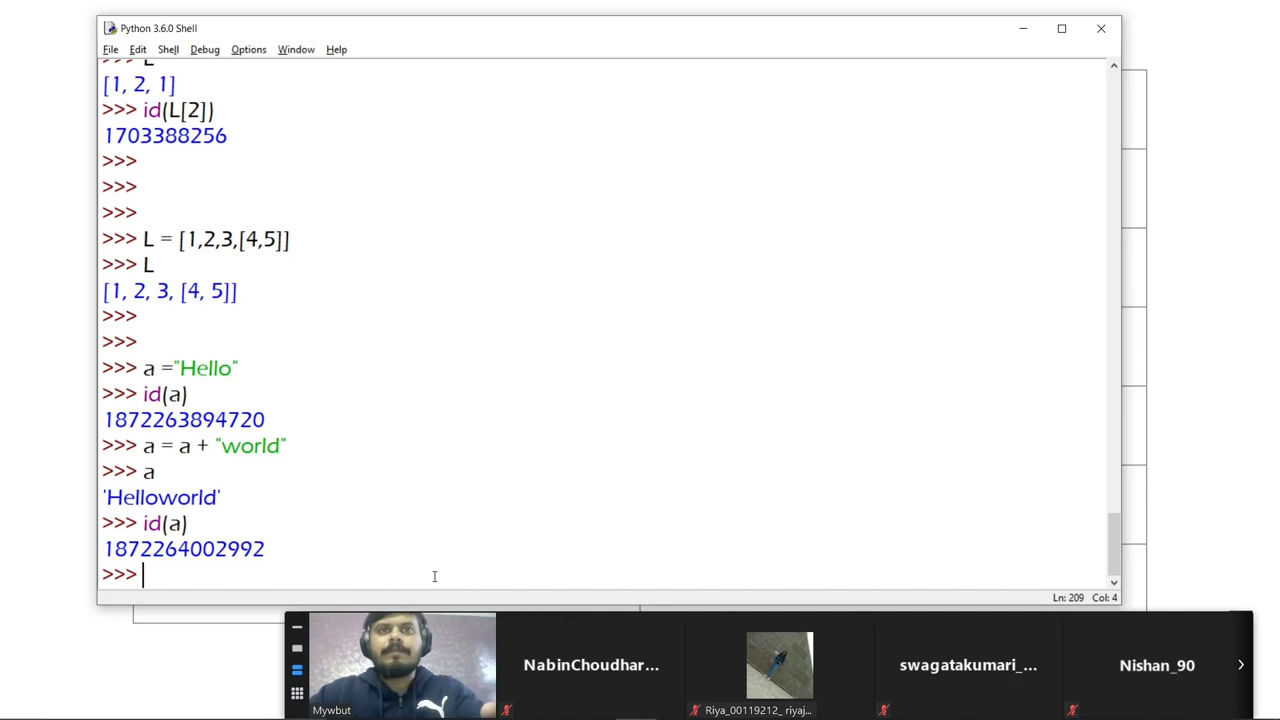 Python 3.6.0 Shell
File Edit Shell Debug Options Window Help
>>> L
[1, 2, 1]
>>> id(L[2])
1703388256
>>>
>>>
>>>
>>> L = [1,2,3,[4,5]]
>>> L
[1, 2, 3, [4, 5]]
>>>
>>>
>>> a ="Hello"
>>> id(a)
1872263894720
>>> a = a + "world"
>>> a
'Helloworld'
>>> id(a)
1872264002992
>>>
Ln: 209 Col: 4
NabinChoudhar...
swagatakumari_...
Nishan_90
Mywbut
Riya_00119212_ riyaj...